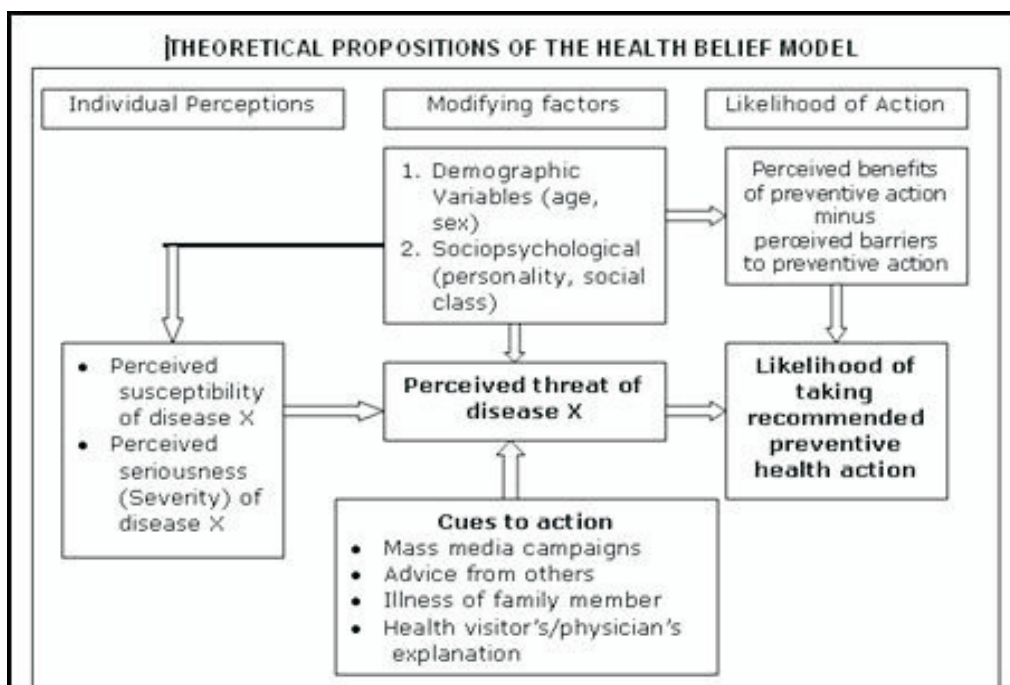 THEORETICAL PROPOSITIONS OF THE HEALTH BELIEF MODEL
Individual Perceptions
Modifying factors
Likelihood of Action
1. Demographic
Variables (age,
sex)
2. Sociopsychological
(personality, social
class)
Perceived benefits
of preventive action
minus
perceived barriers
to preventive action
• Perceived
susceptibility
of disease X
• Perceived
seriousness
(Severity) of
disease X
Perceived threat of
disease X
Likelihood of
taking
recommended
preventive
health action
Cues to action
• Mass media campaigns
• Advice from others
• Illness of family member
• Health visitor's/physician's
explanation